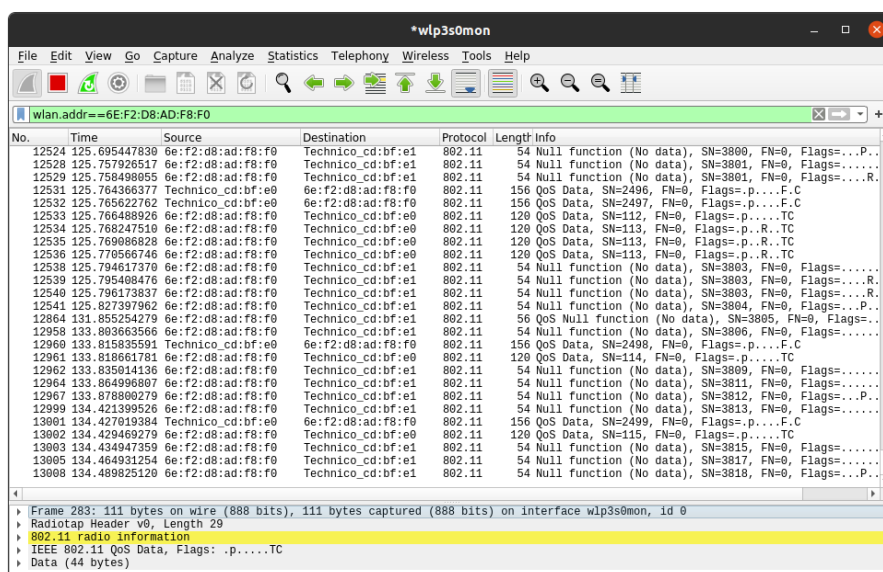 *wlp3s0mon
File Edit View Go Capture Analyze Statistics Telephony Wireless Tools Help
wlan.addr==6E:F2:D8:AD:F8:F0
No. Time Source Destination Protocol Length Info
12524 125.695447830 6e:f2:d8:ad:f8:f0 Technico_cd:bf:e1 802.11 54 Null function (No data), SN=3800, FN=0, Flags=...P..
12528 125.757926517 6e:f2:d8:ad:f8:f0 Technico_cd:bf:e1 802.11 54 Null function (No data), SN=3801, FN=0, Flags=......
12529 125.758498055 6e:f2:d8:ad:f8:f0 Technico_cd:bf:e1 802.11 54 Null function (No data), SN=3801, FN=0, Flags=....R.
12531 125.764366377 Technico_cd:bf:e0 6e:f2:d8:ad:f8:f0 802.11 156 QoS Data, SN=2496, FN=0, Flags=.p....F.C
12532 125.765622762 Technico_cd:bf:e0 6e:f2:d8:ad:f8:f0 802.11 156 QoS Data, SN=2497, FN=0, Flags=.p....F.C
12533 125.766488926 6e:f2:d8:ad:f8:f0 Technico_cd:bf:e0 802.11 120 QoS Data, SN=112, FN=0, Flags=.p.....TC
12534 125.768247510 6e:f2:d8:ad:f8:f0 Technico_cd:bf:e0 802.11 120 QoS Data, SN=113, FN=0, Flags=.p..R..TC
12535 125.769086828 6e:f2:d8:ad:f8:f0 Technico_cd:bf:e0 802.11 120 QoS Data, SN=113, FN=0, Flags=.p..R..TC
12536 125.770566746 6e:f2:d8:ad:f8:f0 Technico_cd:bf:e0 802.11 120 QoS Data, SN=113, FN=0, Flags=.p..R..TC
12538 125.794617370 6e:f2:d8:ad:f8:f0 Technico_cd:bf:e1 802.11 54 Null function (No data), SN=3803, FN=0, Flags=......
12539 125.795408476 6e:f2:d8:ad:f8:f0 Technico_cd:bf:e1 802.11 54 Null function (No data), SN=3803, FN=0, Flags=....R.
12540 125.796173837 6e:f2:d8:ad:f8:f0 Technico_cd:bf:e1 802.11 54 Null function (No data), SN=3803, FN=0, Flags=....R.
12541 125.827397962 6e:f2:d8:ad:f8:f0 Technico_cd:bf:e1 802.11 54 Null function (No data), SN=3804, FN=0, Flags=...P..
12864 131.855254279 6e:f2:d8:ad:f8:f0 Technico_cd:bf:e1 802.11 56 QoS Null function (No data), SN=3805, FN=0, Flags=..
12958 133.803663566 6e:f2:d8:ad:f8:f0 Technico_cd:bf:e1 802.11 54 Null function (No data), SN=3806, FN=0, Flags=......
12960 133.815835591 Technico_cd:bf:e0 6e:f2:d8:ad:f8:f0 802.11 156 QoS Data, SN=2498, FN=0, Flags=.p....F.C
12961 133.818661781 6e:f2:d8:ad:f8:f0 Technico_cd:bf:e0 802.11 120 QoS Data, SN=114, FN=0, Flags=.p.....TC
12962 133.835014136 6e:f2:d8:ad:f8:f0 Technico_cd:bf:e1 802.11 54 Null function (No data), SN=3809, FN=0, Flags=......
12964 133.864996807 6e:f2:d8:ad:f8:f0 Technico_cd:bf:e1 802.11 54 Null function (No data), SN=3811, FN=0, Flags=......
12967 133.878800279 6e:f2:d8:ad:f8:f0 Technico_cd:bf:e1 802.11 54 Null function (No data), SN=3812, FN=0, Flags=...P..
12999 134.421399526 6e:f2:d8:ad:f8:f0 Technico_cd:bf:e1 802.11 54 Null function (No data), SN=3813, FN=0, Flags=......
13001 134.427019384 Technico_cd:bf:e0 6e:f2:d8:ad:f8:f0 802.11 156 QoS Data, SN=2499, FN=0, Flags=.p....F.C
13002 134.429469279 6e:f2:d8:ad:f8:f0 Technico_cd:bf:e0 802.11 120 QoS Data, SN=115, FN=0, Flags=.p.....TC
13003 134.434947359 6e:f2:d8:ad:f8:f0 Technico_cd:bf:e1 802.11 54 Null function (No data), SN=3815, FN=0, Flags=......
13005 134.464931254 6e:f2:d8:ad:f8:f0 Technico_cd:bf:e1 802.11 54 Null function (No data), SN=3817, FN=0, Flags=......
13008 134.489825120 6e:f2:d8:ad:f8:f0 Technico_cd:bf:e1 802.11 54 Null function (No data), SN=3818, FN=0, Flags=...P..
Frame 283: 111 bytes on wire (888 bits), 111 bytes captured (888 bits) on interface wlp3s0mon, id 0
Radiotap Header v0, Length 29
802.11 radio information
IEEE 802.11 QoS Data, Flags: .p.....TC
Data (44 bytes)